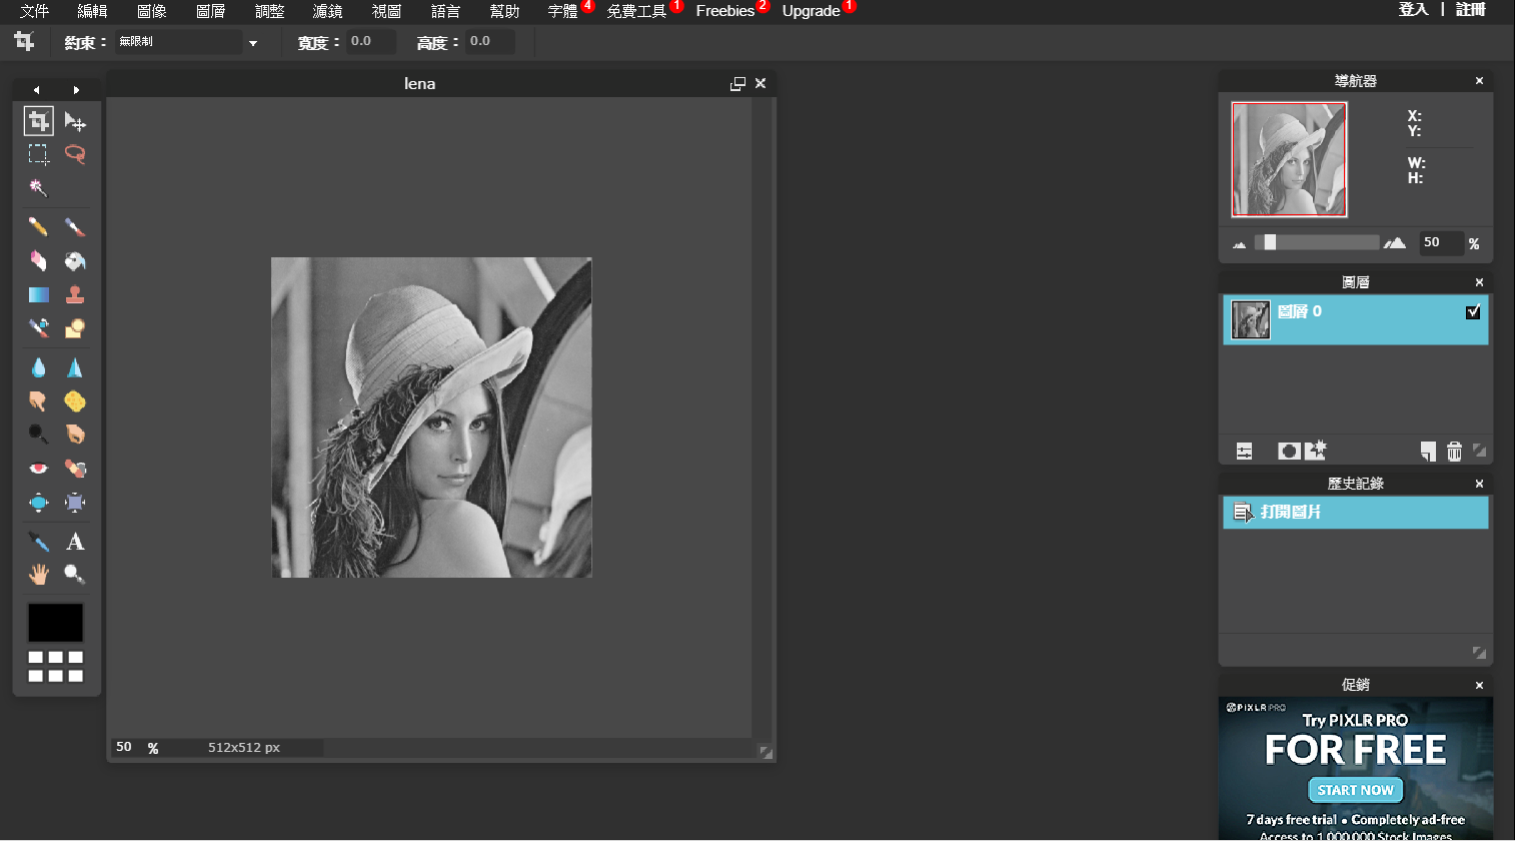 文件 編輯 圖像 圖層 調整 濾鏡 視圖 語言 幫助 字體 4 免費工具 1 Freebies 2 Upgrade 1 登入 | 註冊
約束： 無限制 寬度： 0.0 高度： 0.0
lena
導航器
X:
Y:
W:
H:
50 %
圖層
圖層 0
歷史記錄
打開圖片
促銷
PIXLR PRO
Try PIXLR PRO
FOR FREE
START NOW
7 days free trial • Completely ad-free
Access to 1 000 000 Stock Images
A
50 % 512x512 px